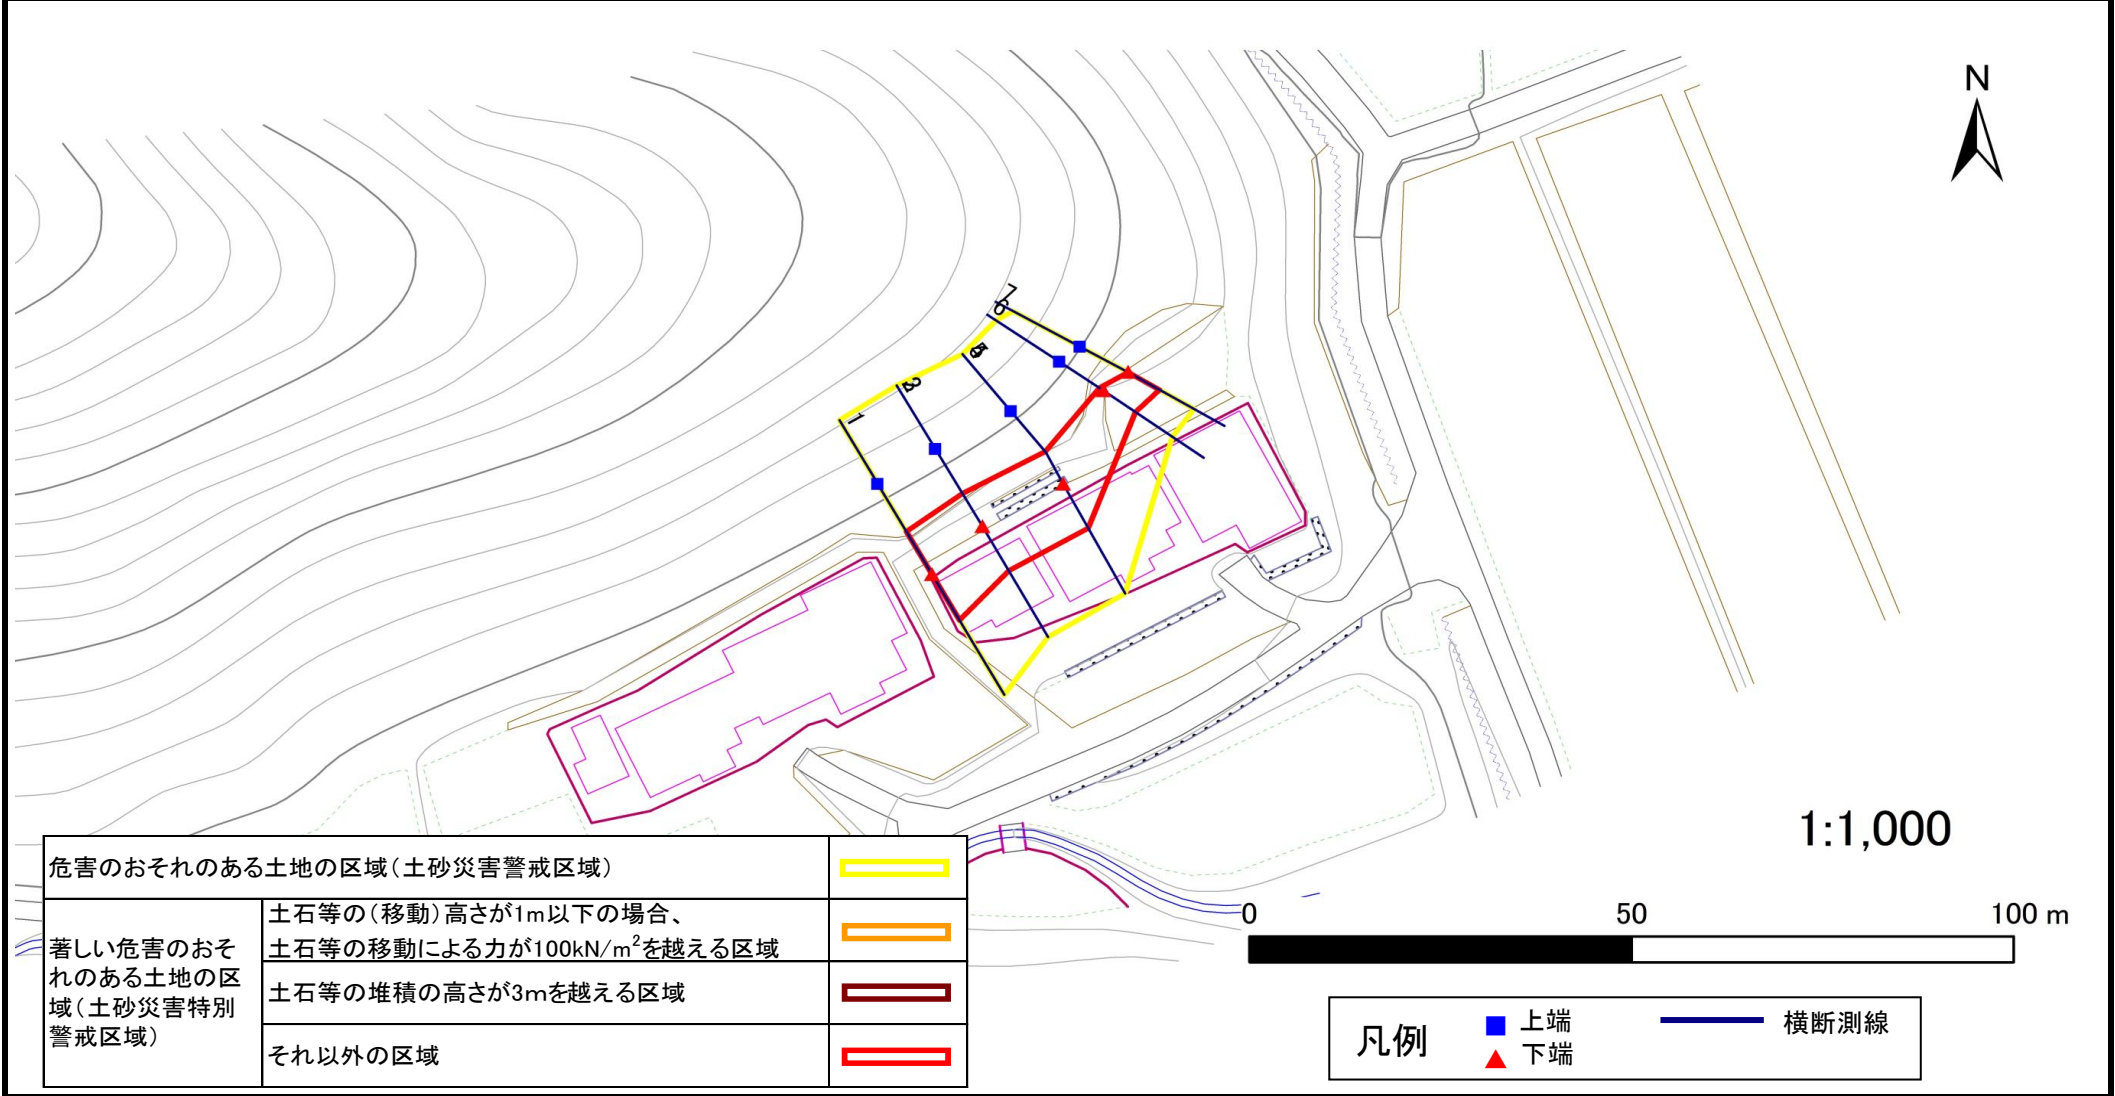 N
7
6
1
1:1,000
0 50 100 m
危害のおそれのある土地の区域(土砂災害警戒区域)
著しい危害のおそ
れのある土地の区
域(土砂災害特別
警戒区域)
土石等の(移動)高さが1m以下の場合、
土石等の移動による力が100kN/m²を越える区域
土石等の堆積の高さが3mを越える区域
それ以外の区域
凡例
上端
下端
横断測線